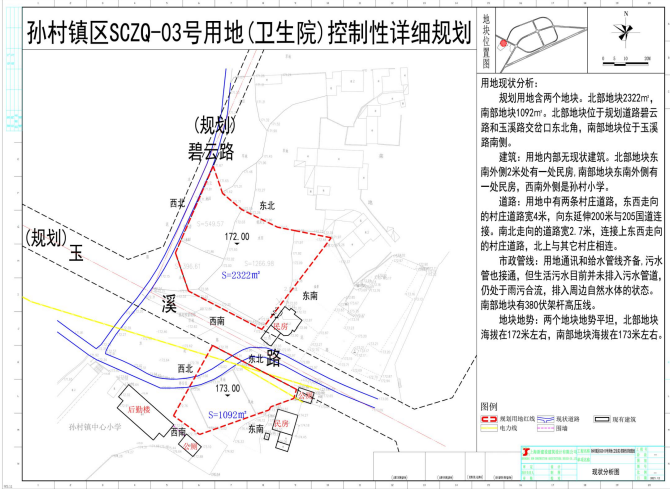 孙村镇区SCZQ-03号用地(卫生院)控制性详细规划
地块位置图
N
用地现状分析：
规划用地含两个地块。北部地块2322㎡，
南部地块1092㎡。北部地块位于规划道路碧云
路和玉溪路交岔口东北角，南部地块位于玉溪
路南侧。
建筑：用地内部无现状建筑。北部地块东
南外侧2米处有一处民房，南部地块东南外侧有
一处民房，西南外侧是孙村小学。
道路：用地中有两条村庄道路，东西走向
的村庄道路宽4米，向东延伸200米与205国道连
接。南北走向的道路宽2.7米，连接上东西走向
的村庄道路，北上与其它村庄相连。
市政管线：用地通讯和给水管线齐备，污水
管也接通，但生活污水目前并未排入污水管道，
仍处于雨污合流，排入周边自然水体的状态。
南部地块有380伏架杆高压线。
地块地势：两个地块地势平坦，北部地块
海拔在172米左右，南部地块海拔在173米左右。
(规划)
碧云路
西北
东北
172.00
S=2322㎡
(规划)
玉
溪
路
东南
西南
民房
西北
东北
173.00
S=1092㎡
后勤楼
孙村镇中心小学
西南
公厕
东南
民房
图例
规划用地红线
现状道路
现有建筑
电力线
围墙
现状分析图